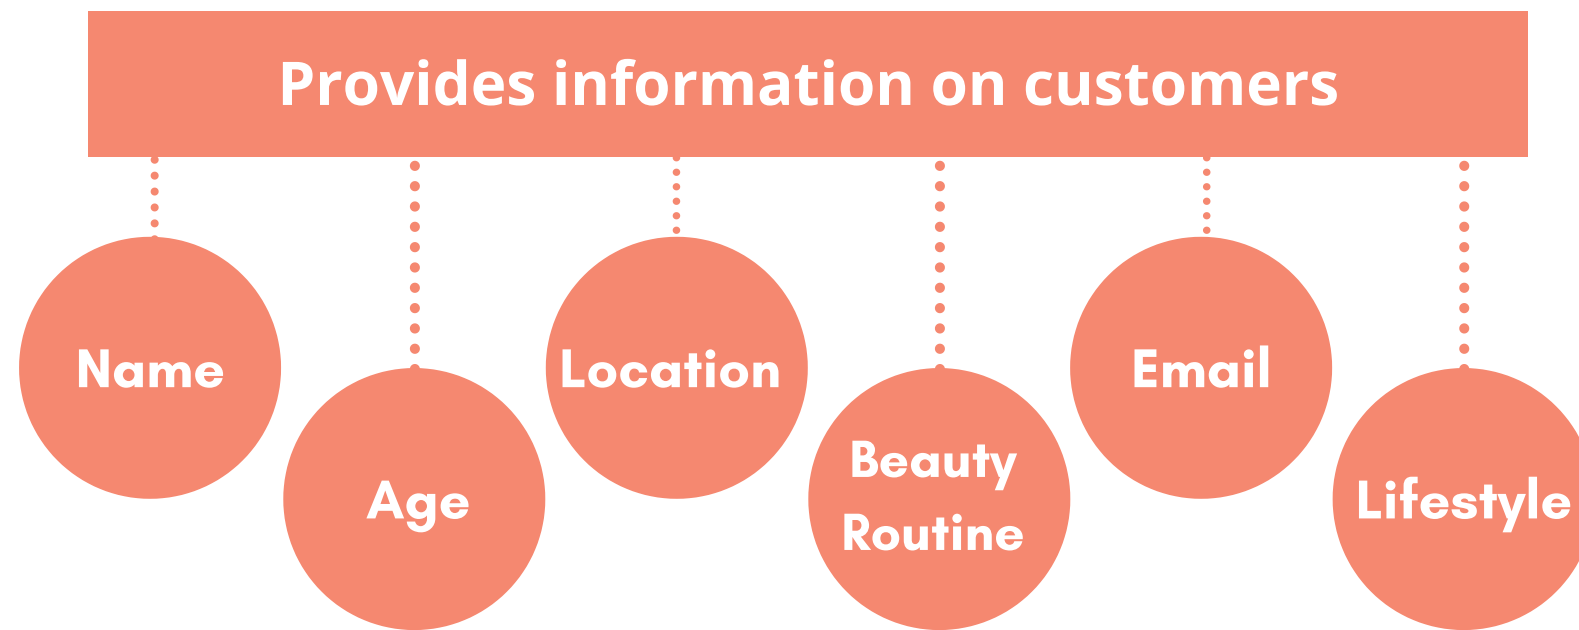 Provides information on customers
Name
Age
Location
Beauty
Routine
Email
Lifestyle